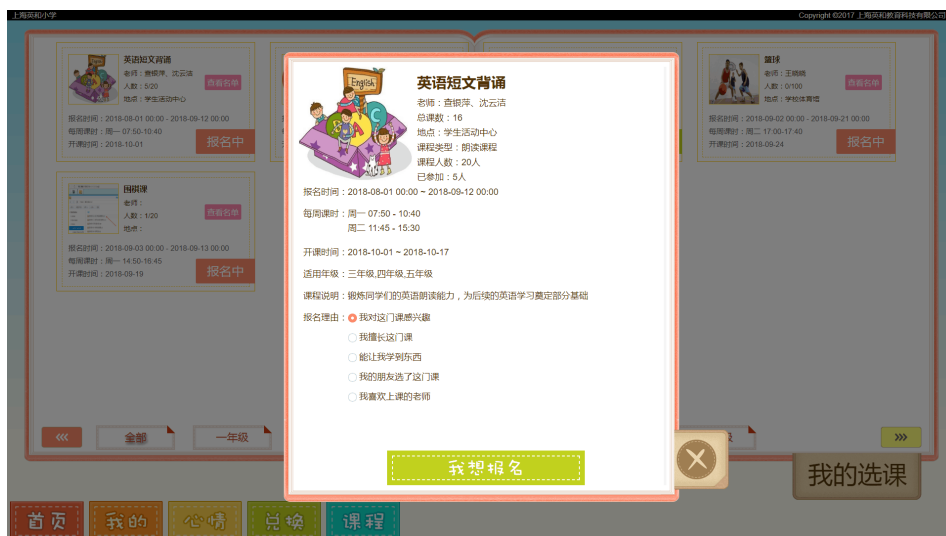 上海英和小学
Copyright ©2017 上海英和教育科技有限公司
英语短文背诵
老师：查银萍、沈云洁
人数：5/20
地点：学生活动中心
查看名单
报名时间：2018-08-01 00:00 - 2018-09-12 00:00
每周课时：周一 07:50-10:40
开课时间：2018-10-01
报名中
围棋课
老师：
人数：1/20
地点：
查看名单
报名时间：2018-09-03 00:00 - 2018-09-13 00:00
每周课时：周一 14:50-16:45
开课时间：2018-09-19
报名中
English
A
C
英语短文背诵
老师：查银萍、沈云洁
总课数：16
地点：学生活动中心
课程类型：朗读课程
课程人数：20人
已参加：5人
报名时间：2018-08-01 00:00 ~ 2018-09-12 00:00
每周课时：周一 07:50 - 10:40
周二 11:45 - 15:30
开课时间：2018-10-01 ~ 2018-10-17
适用年级：三年级,四年级,五年级
课程说明：锻炼同学们的英语朗读能力，为后续的英语学习奠定部分基础
报名理由：我对这门课感兴趣
我擅长这门课
能让我学到东西
我的朋友选了这门课
我喜欢上课的老师
我想报名
篮球
老师：王晓晓
人数：0/100
地点：学校体育馆
查看名单
报名时间：2018-09-02 00:00 - 2018-09-21 00:00
每周课时：周二 17:00-17:40
开课时间：2018-09-24
报名中
全部
一年级
我的选课
首页
我的
心情
兑换
课程